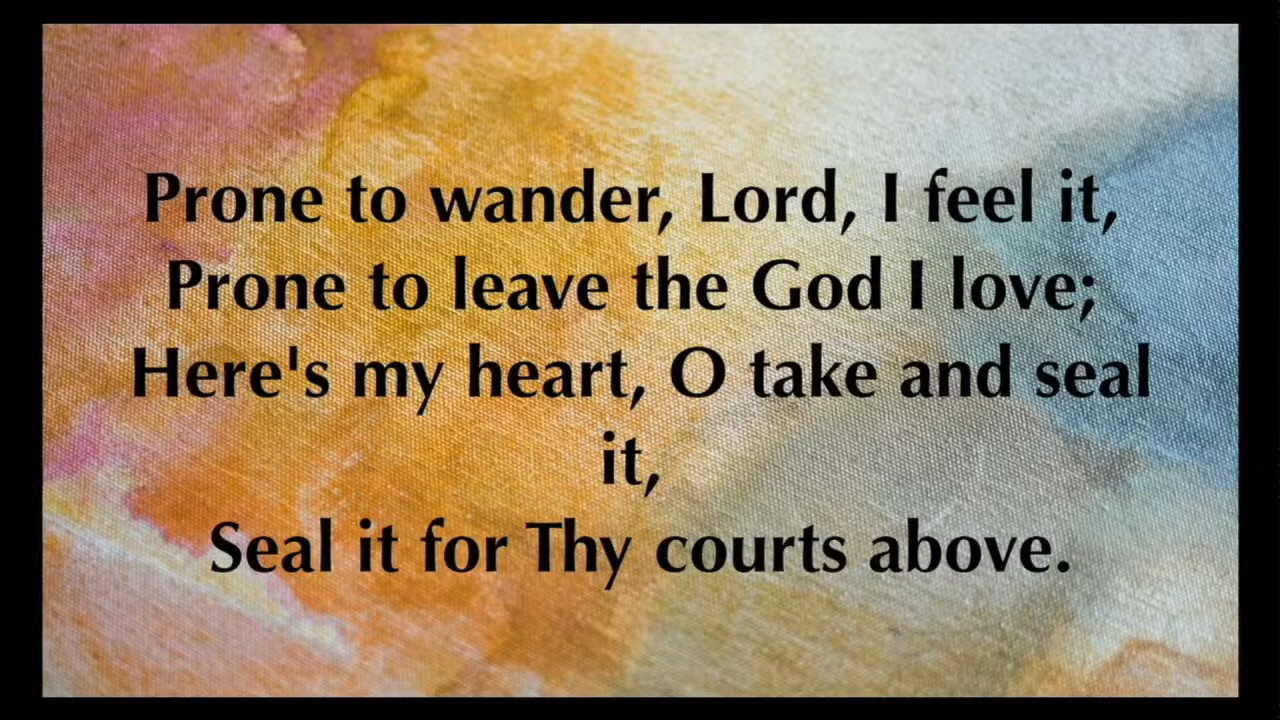 Prone to wander, Lord, I feel it,
Prone to leave the God I love;
Here's my heart, O take and seal
it,
Seal it for Thy courts above.